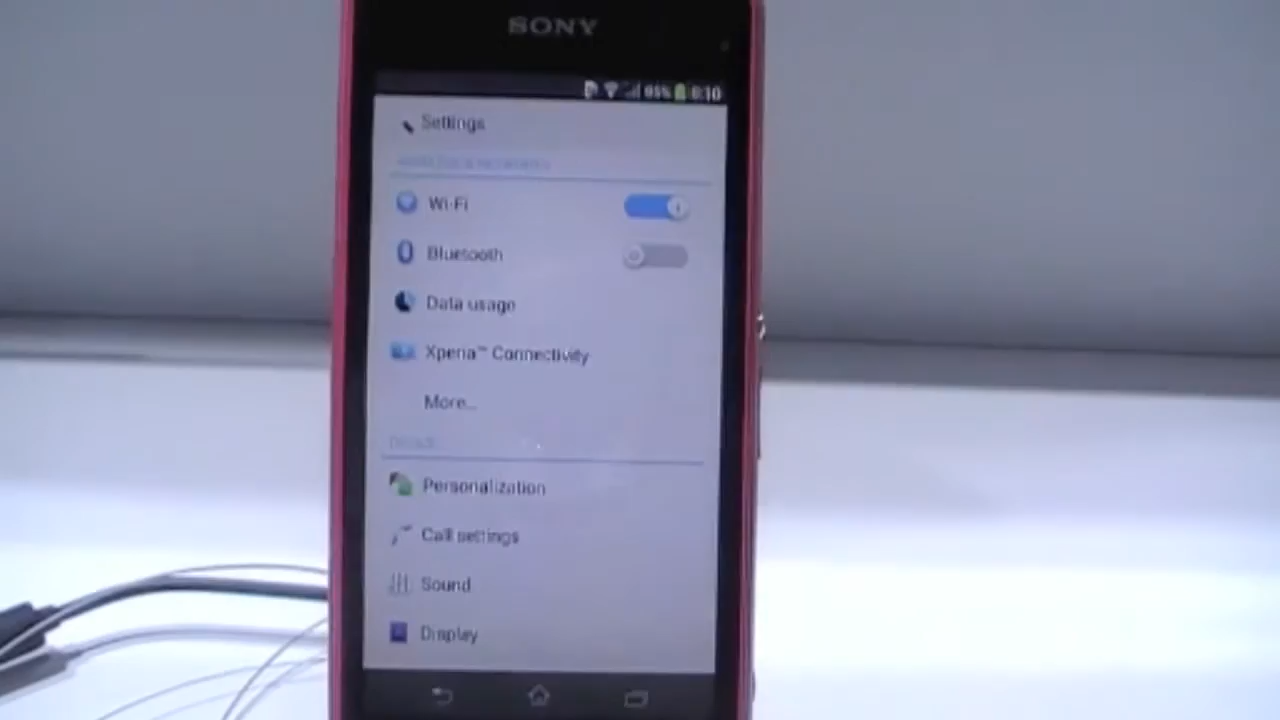 SONY
Settings
Wi-Fi
Bluetooth
Data usage
Xperia™ Connectivity
More...
Personalization
Call settings
Sound
Display